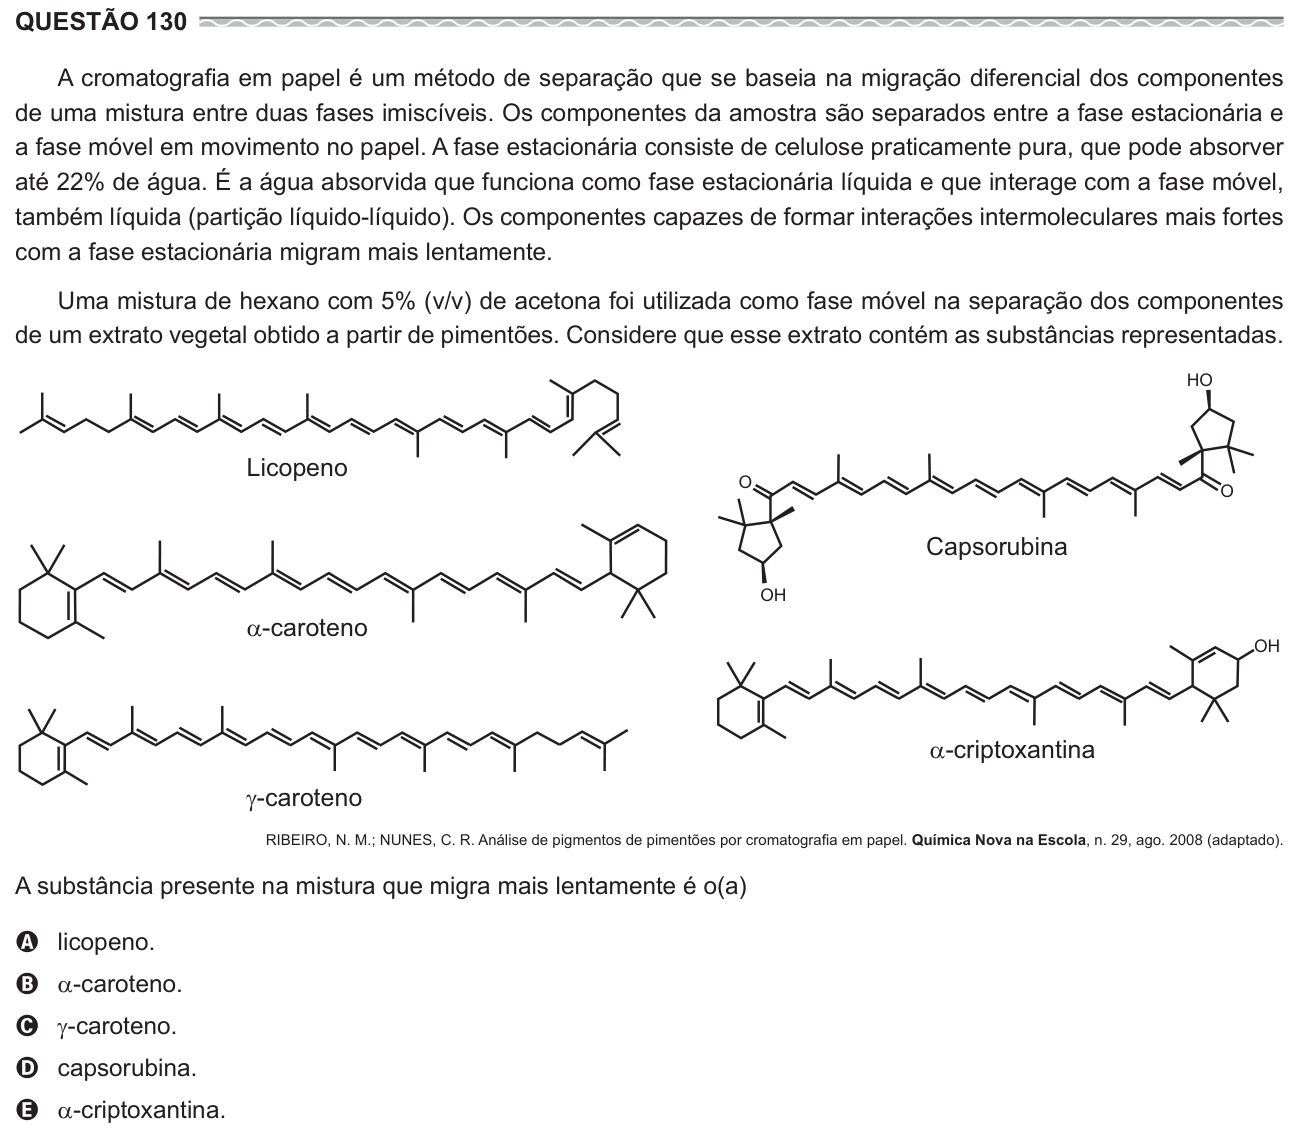 QUESTÃO 130
A cromatografia em papel é um método de separação que se baseia na migração diferencial dos componentes
de uma mistura entre duas fases imiscíveis. Os componentes da amostra são separados entre a fase estacionária e
a fase móvel em movimento no papel. A fase estacionária consiste de celulose praticamente pura, que pode absorver
até 22% de água. É a água absorvida que funciona como fase estacionária líquida e que interage com a fase móvel,
também líquida (partição líquido-líquido). Os componentes capazes de formar interações intermoleculares mais fortes
com a fase estacionária migram mais lentamente.
Uma mistura de hexano com 5% (v/v) de acetona foi utilizada como fase móvel na separação dos componentes
de um extrato vegetal obtido a partir de pimentões. Considere que esse extrato contém as substâncias representadas.
Licopeno
HO
O
O
Capsorubina
OH
α-caroteno
OH
α-criptoxantina
γ-caroteno
RIBEIRO, N. M.; NUNES, C. R. Análise de pigmentos de pimentões por cromatografia em papel. Química Nova na Escola, n. 29, ago. 2008 (adaptado).
A substância presente na mistura que migra mais lentamente é o(a)
A licopeno.
B α-caroteno.
C γ-caroteno.
D capsorubina.
E α-criptoxantina.